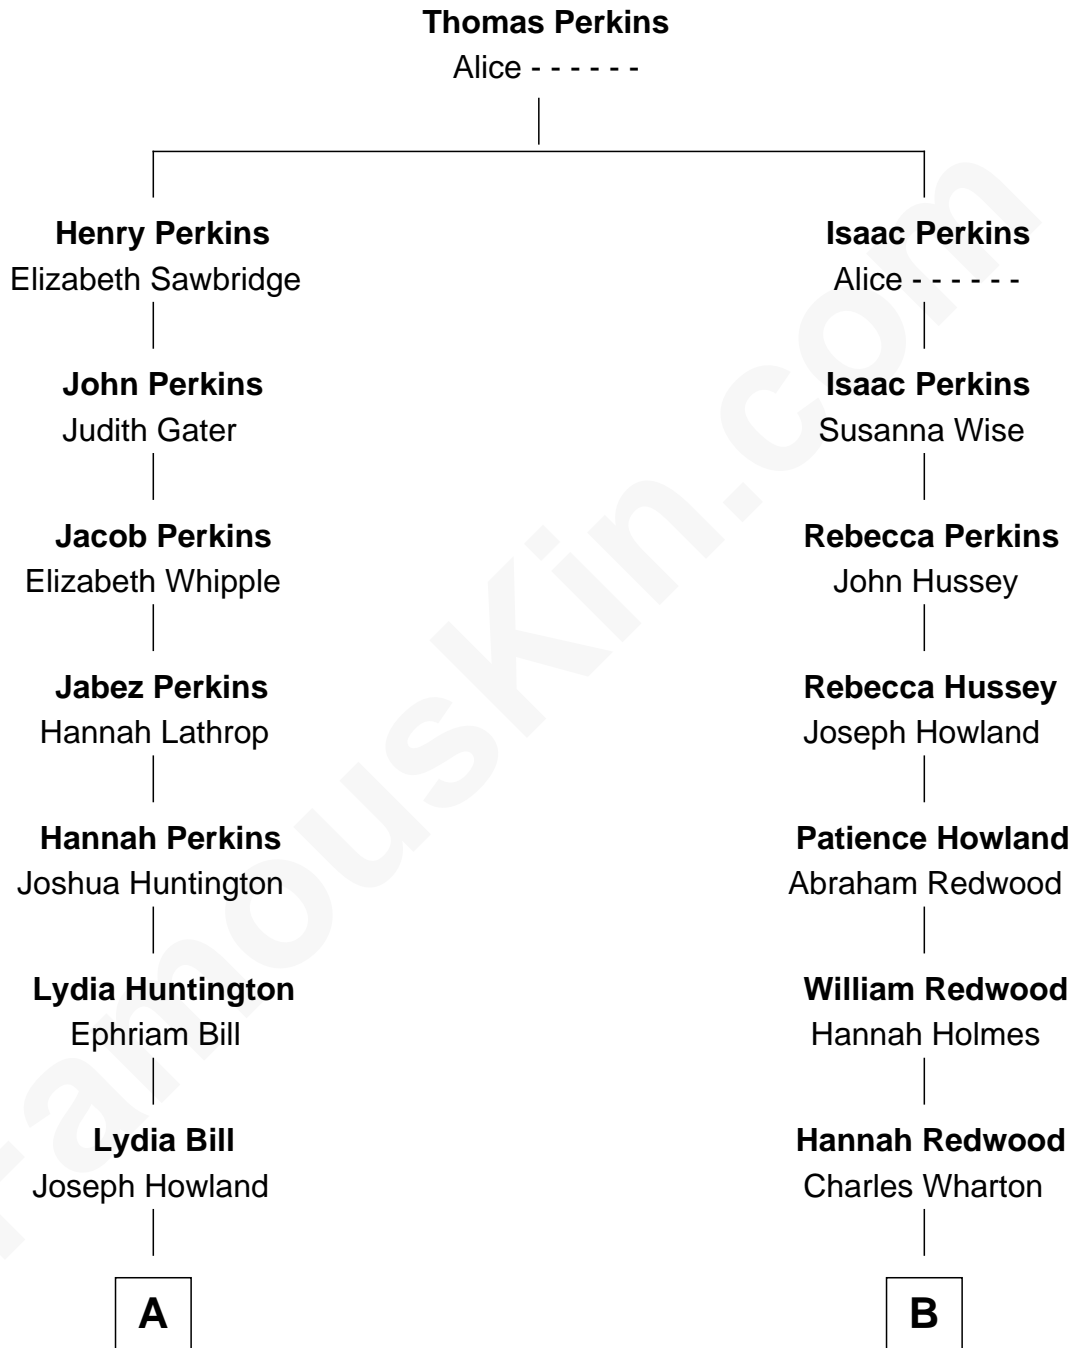 Thomas Perkins
Alice - - - - - -
Henry Perkins
Elizabeth Sawbridge
Isaac Perkins
Alice - - - - - -
John Perkins
Judith Gater
Isaac Perkins
Susanna Wise
Jacob Perkins
Elizabeth Whipple
Rebecca Perkins
John Hussey
Jabez Perkins
Hannah Lathrop
Rebecca Hussey
Joseph Howland
Hannah Perkins
Joshua Huntington
Patience Howland
Abraham Redwood
Lydia Huntington
Ephriam Bill
William Redwood
Hannah Holmes
Lydia Bill
Joseph Howland
Hannah Redwood
Charles Wharton
A
B
FamousKin.com